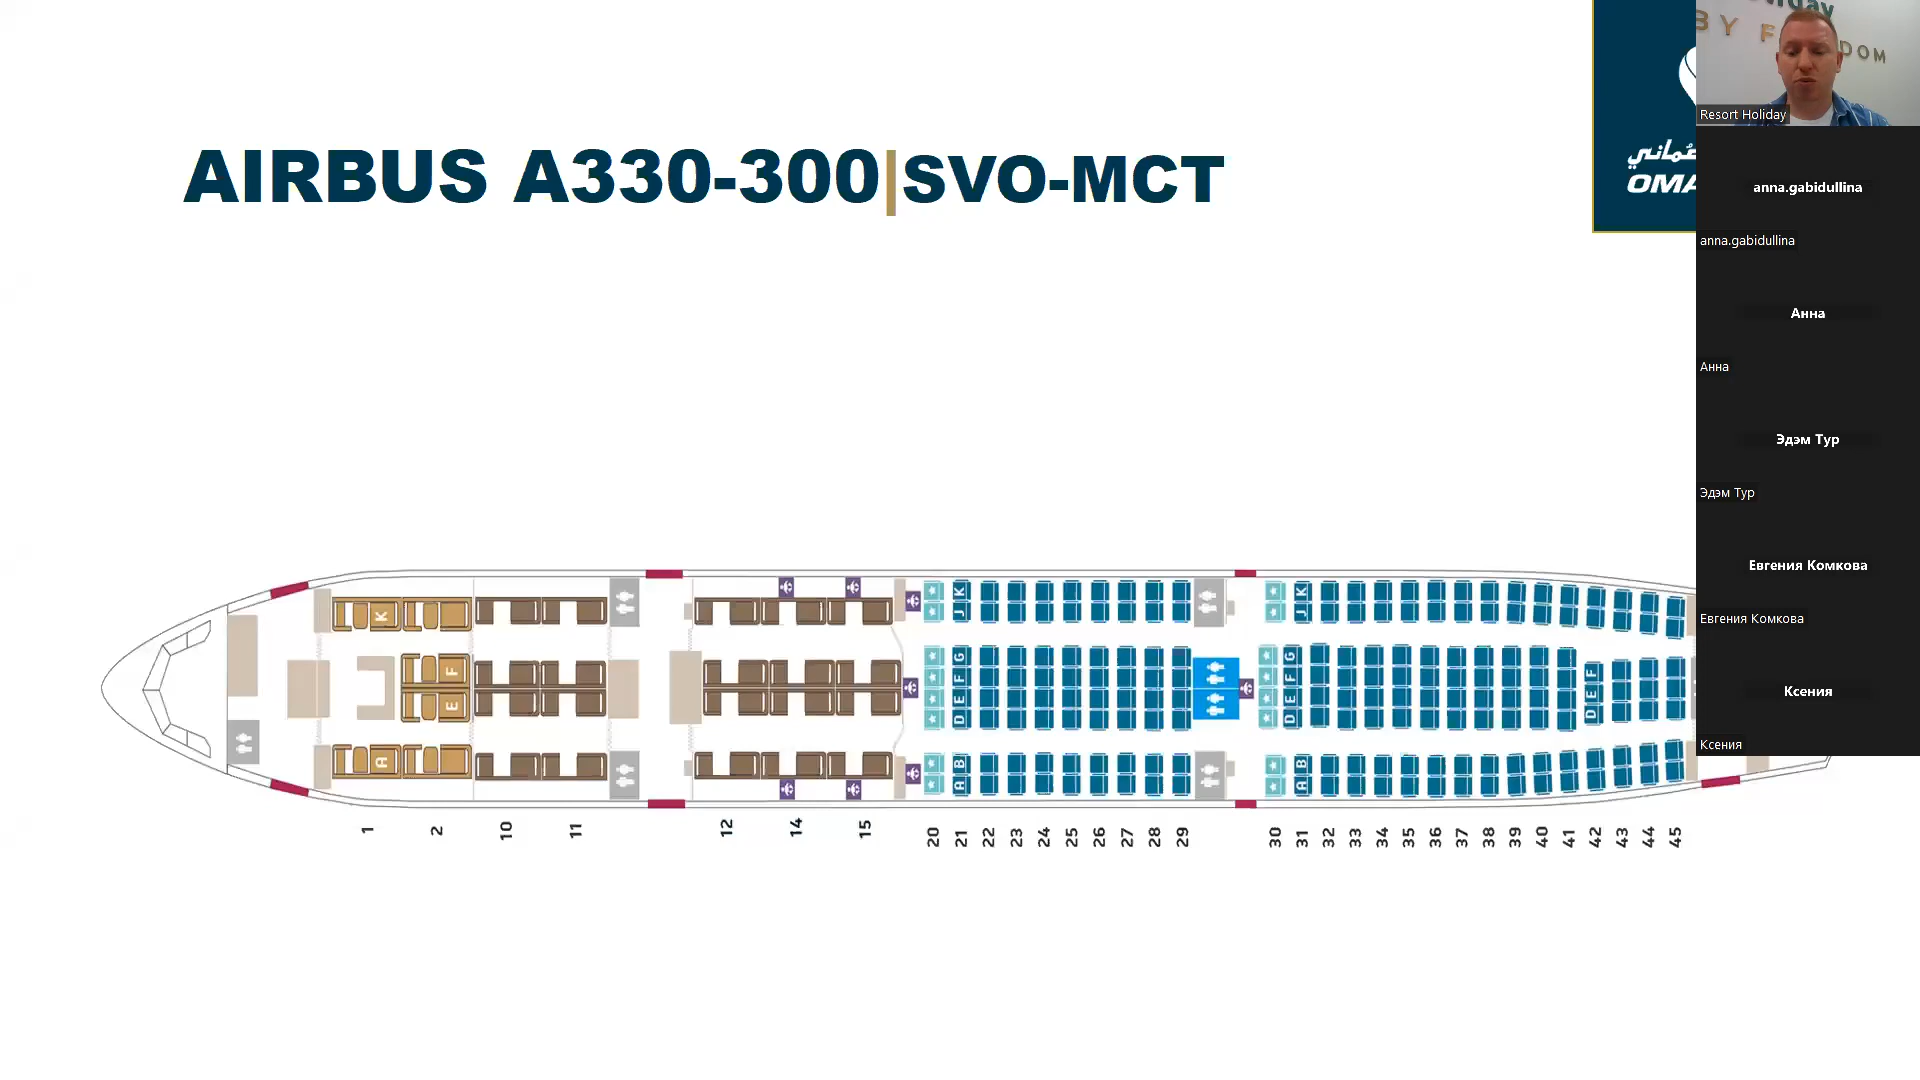 AIRBUS A330-300|SVO-MCT
BY F DOM
Resort Holiday
anna.gabidullina
anna.gabidullina
Анна
Анна
Эдэм Тур
Эдэм Тур
Евгения Комкова
Евгения Комкова
Ксения
Ксения
K
F
E
A
J K
D E F G
A B
J K
D E F G
A B
D E F
1 2 10 11 12 14 15 20 21 22 23 24 25 26 27 28 29 30 31 32 33 34 35 36 37 38 39 40 41 42 43 44 45